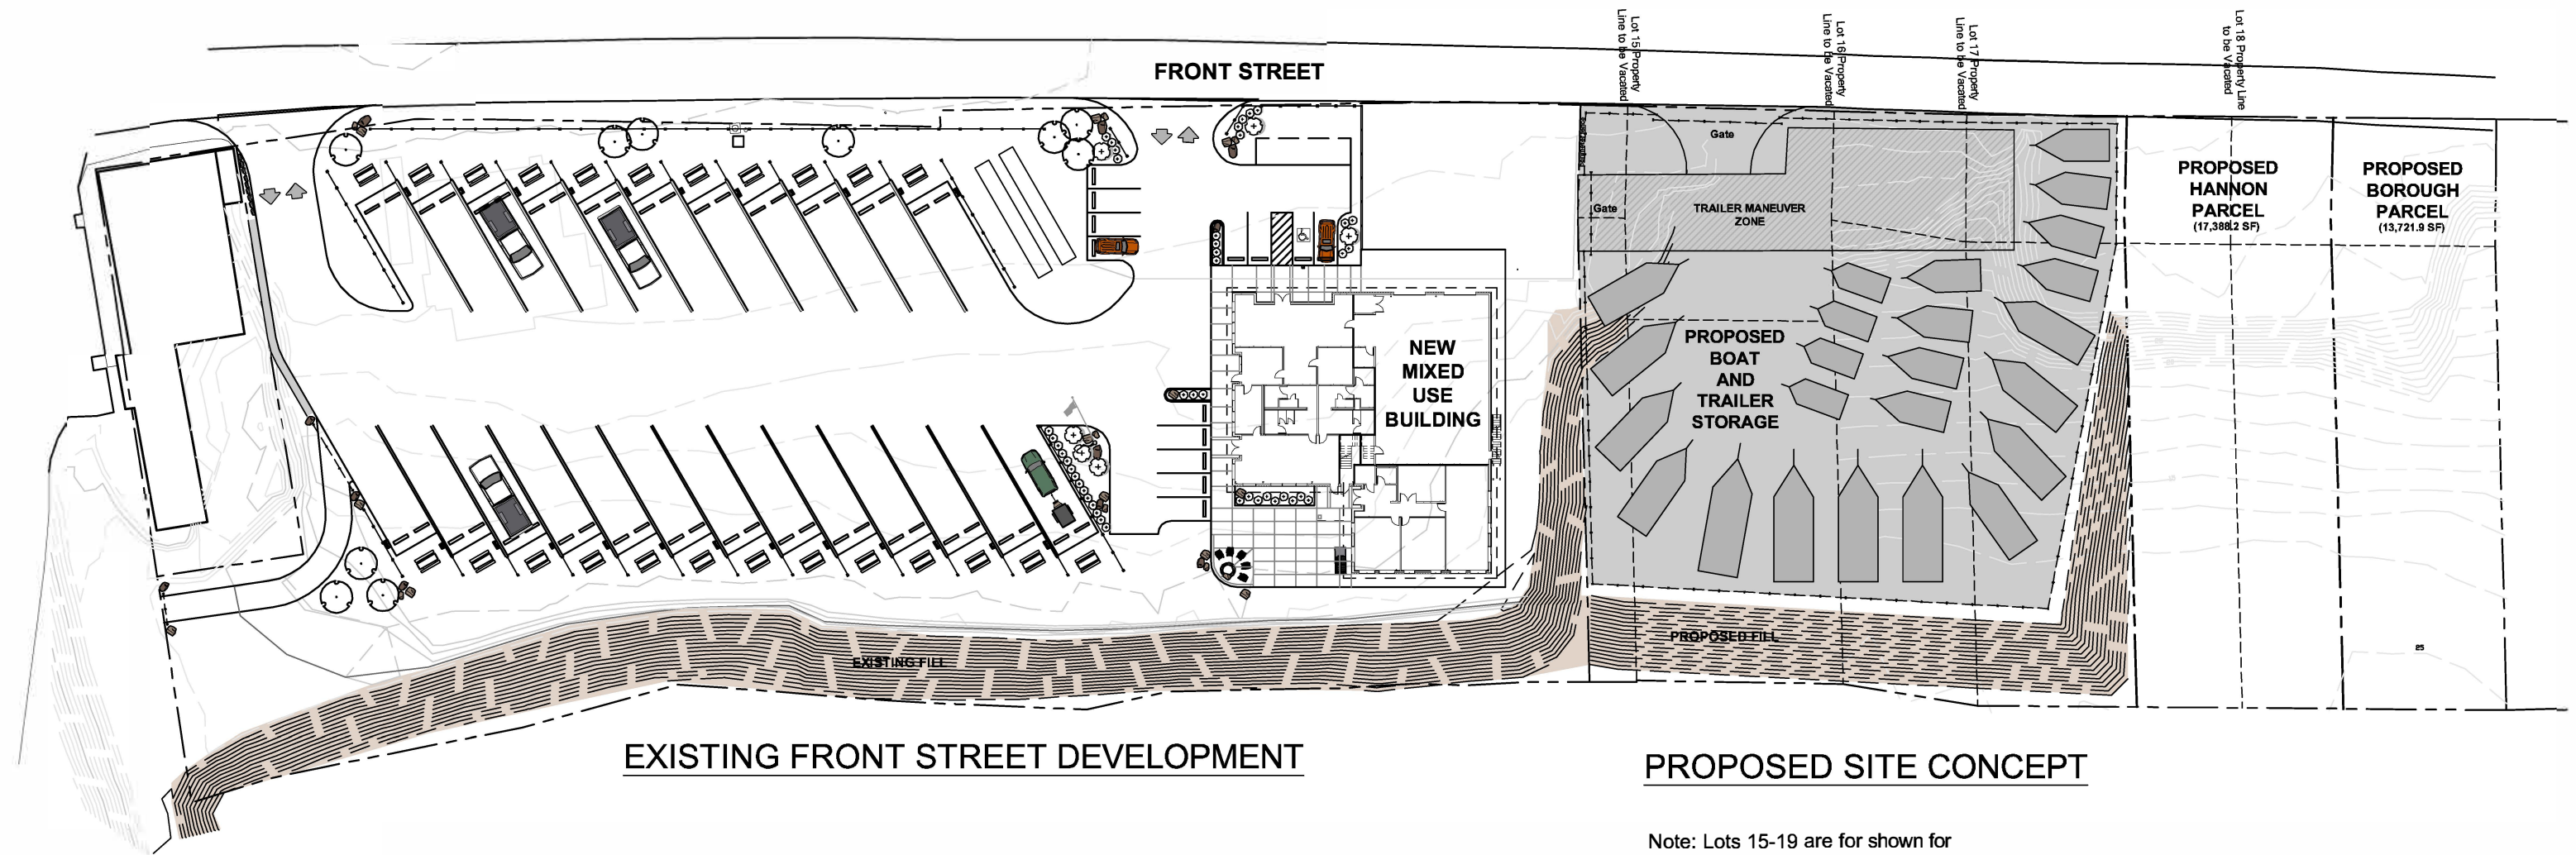 FRONT STREET
Lot 15 Property
Line to be Vacated
Lot 16 Property
Line to be Vacated
Lot 17 Property
Line to be Vacated
Lot 18 Property Line
to be Vacated
Gate
Gate
TRAILER MANEUVER
ZONE
PROPOSED
HANNON
PARCEL
(17,388.2 SF)
PROPOSED
BOROUGH
PARCEL
(13,721.9 SF)
NEW
MIXED
USE
BUILDING
PROPOSED
BOAT
AND
TRAILER
STORAGE
EXISTING FILL
PROPOSED FILL
25
EXISTING FRONT STREET DEVELOPMENT
PROPOSED SITE CONCEPT
Note: Lots 15-19 are for shown for